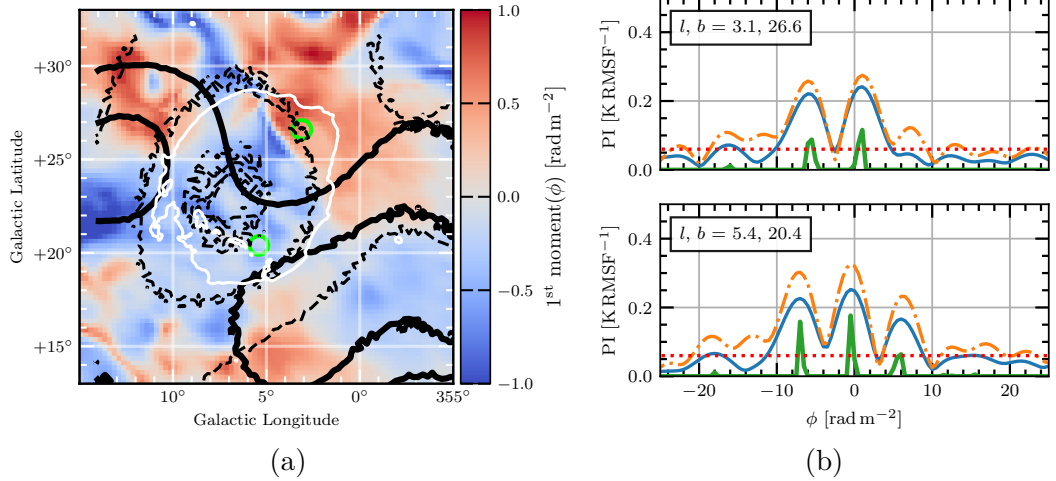 +30°
+25°
+20°
+15°
Galactic Latitude
10°
5°
0°
355°
Galactic Longitude
1.0
0.5
0.0
−0.5
−1.0
1st moment(ϕ) [rad m−2]
(a)
l, b = 3.1, 26.6
0.4
0.2
0.0
PI [K RMSF−1]
l, b = 5.4, 20.4
0.4
0.2
0.0
PI [K RMSF−1]
−20
−10
0
10
20
ϕ [rad m−2]
(b)